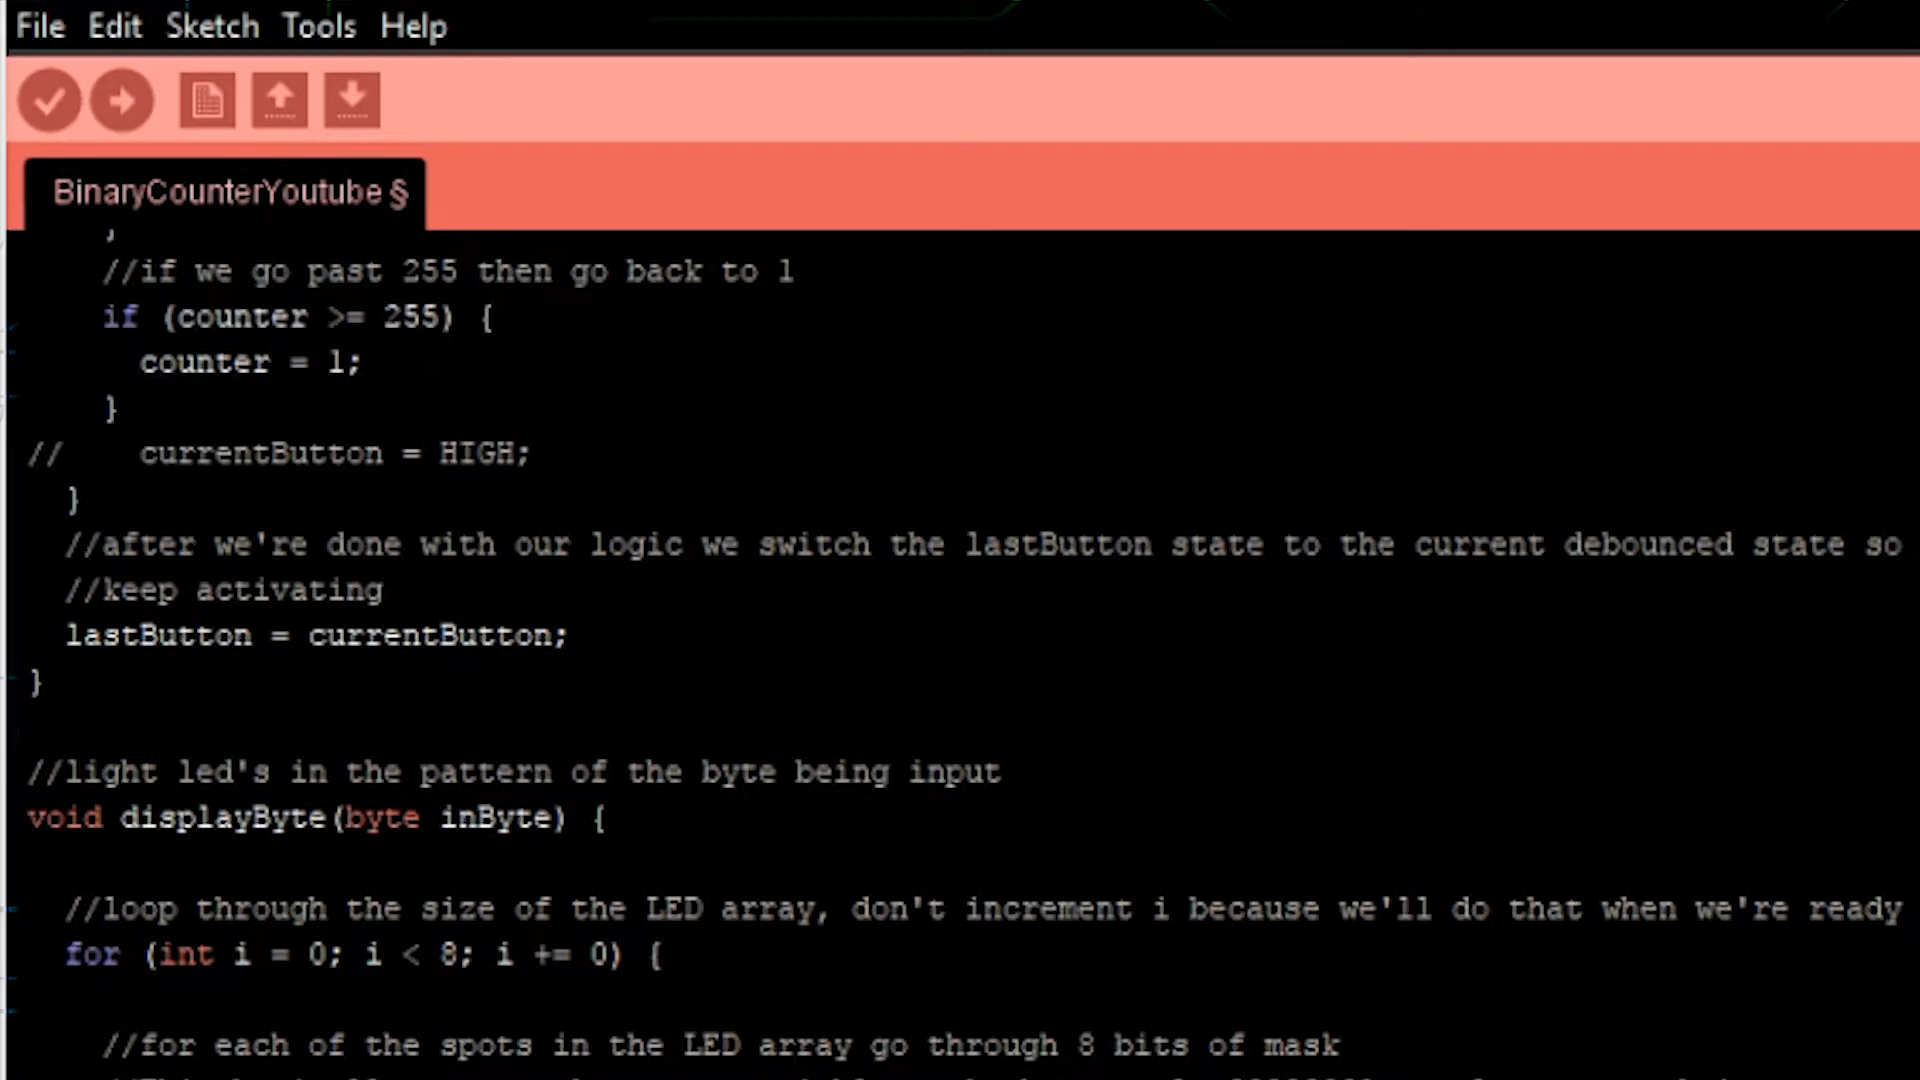 File Edit Sketch Tools Help
BinaryCounterYoutube §
//if we go past 255 then go back to 1
if (counter >= 255) {
counter = 1;
}
// currentButton = HIGH;
}
//after we're done with our logic we switch the lastButton state to the current debounced state so
//keep activating
lastButton = currentButton;
}
//light led's in the pattern of the byte being input
void displayByte(byte inByte) {
//loop through the size of the LED array, don't increment i because we'll do that when we're ready
for (int i = 0; i < 8; i += 0) {
//for each of the spots in the LED array go through 8 bits of mask